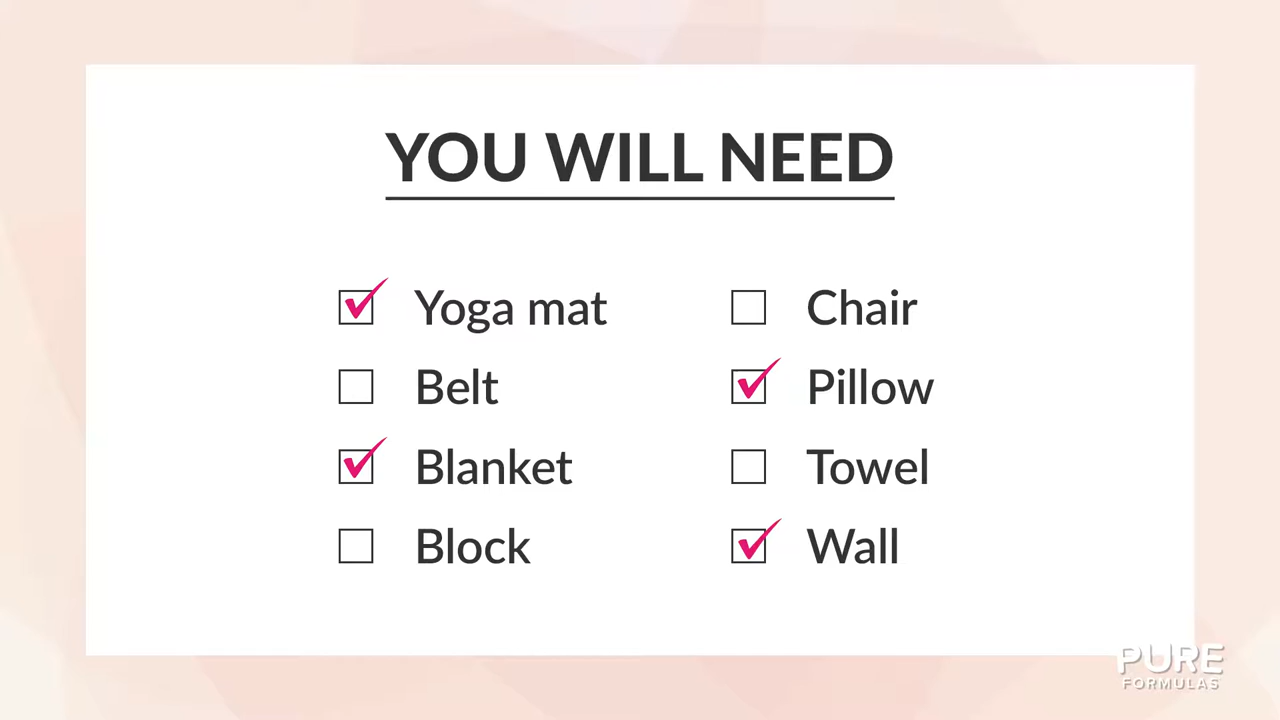 YOU WILL NEED
Yoga mat
Belt
Blanket
Block
Chair
Pillow
Towel
Wall
PURE
FORMULAS